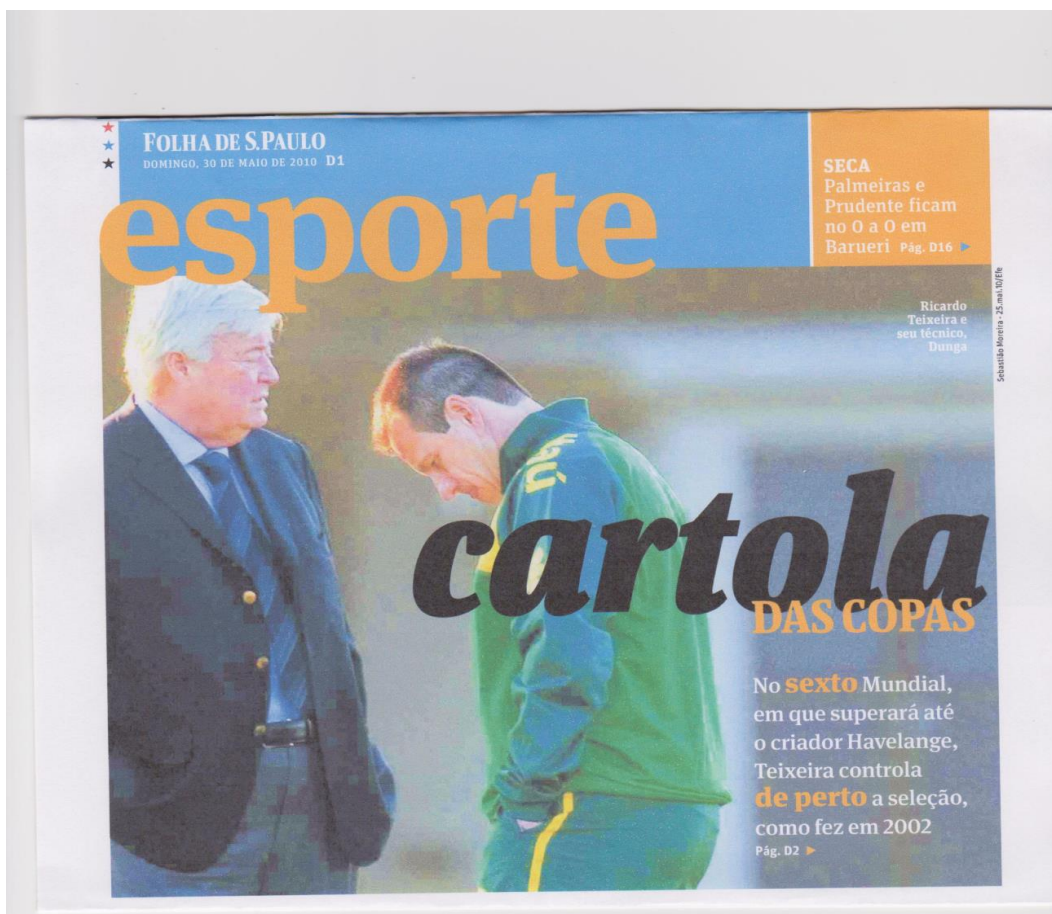 FOLHA DE S.PAULO
DOMINGO, 30 DE MAIO DE 2010 D1
esporte
SECA
Palmeiras e
Prudente ficam
no 0 a 0 em
Barueri Pág. D16
Sebastião Moreira - 25.mai.10/Efe
Ricardo
Teixeira e
seu técnico,
Dunga
Itaú
cartola
DAS COPAS
No sexto Mundial,
em que superará até
o criador Havelange,
Teixeira controla
de perto a seleção,
como fez em 2002
Pág. D2